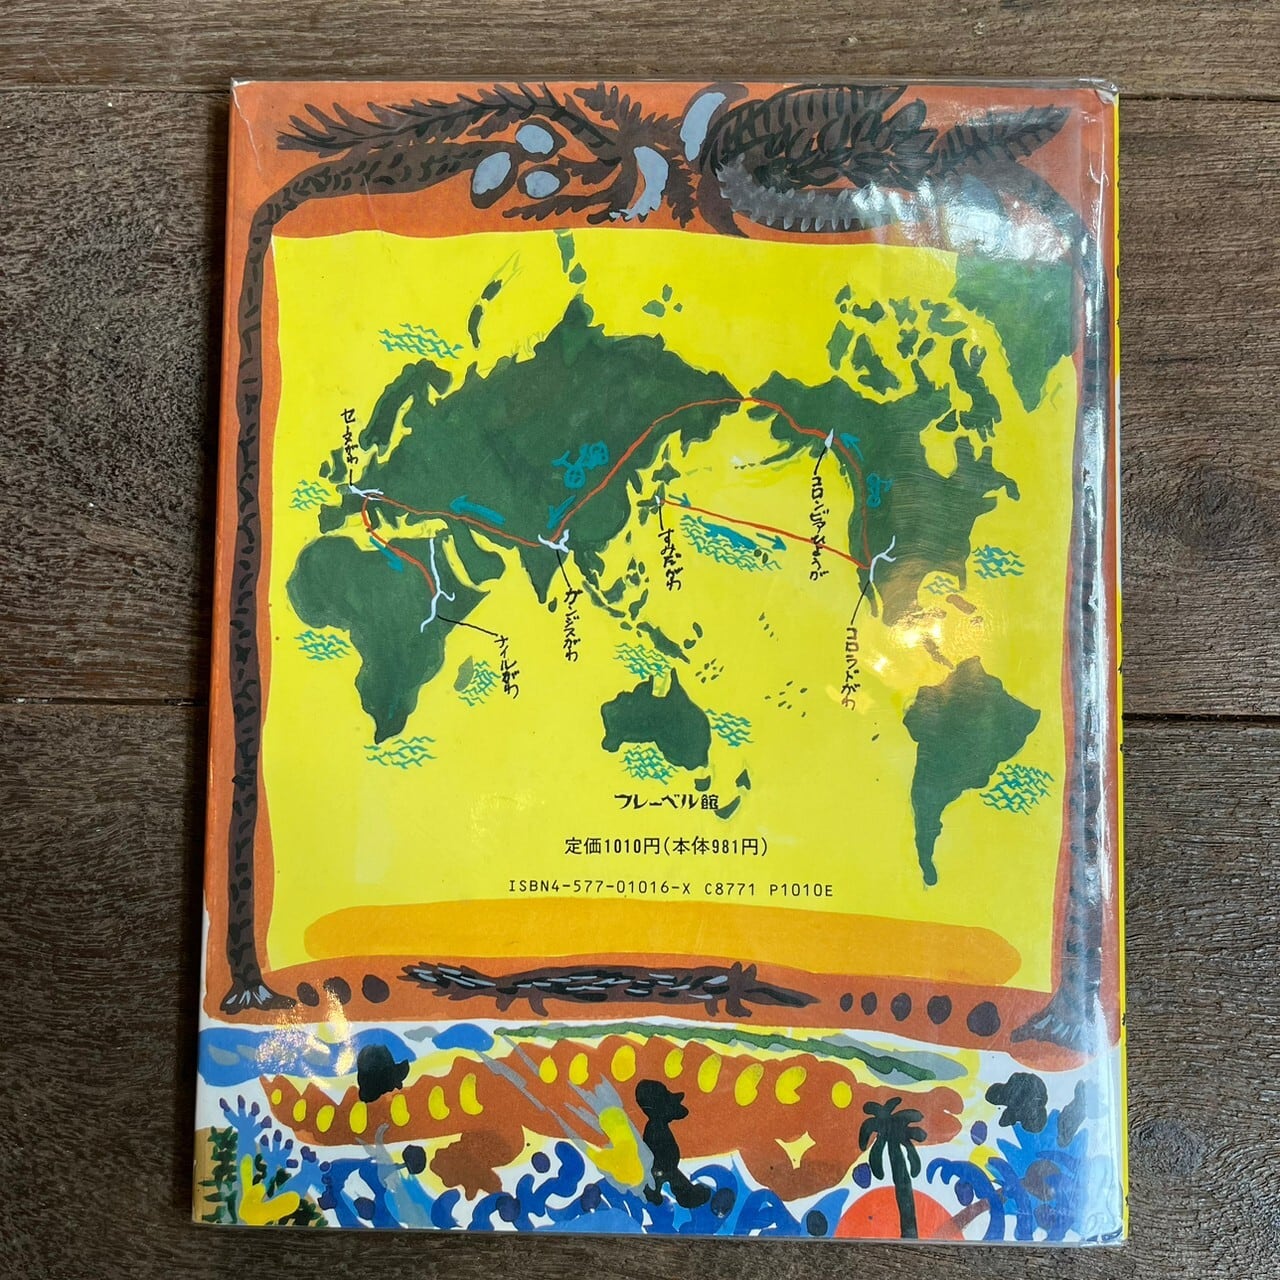 セーヌがわ
コロンビアひょうが
すみだがわ
ガンジスがわ
ナイルがわ
コロラドがわ
フレーベル館
定価1010円(本体981円)
ISBN4-577-01016-X C8771 P1010E